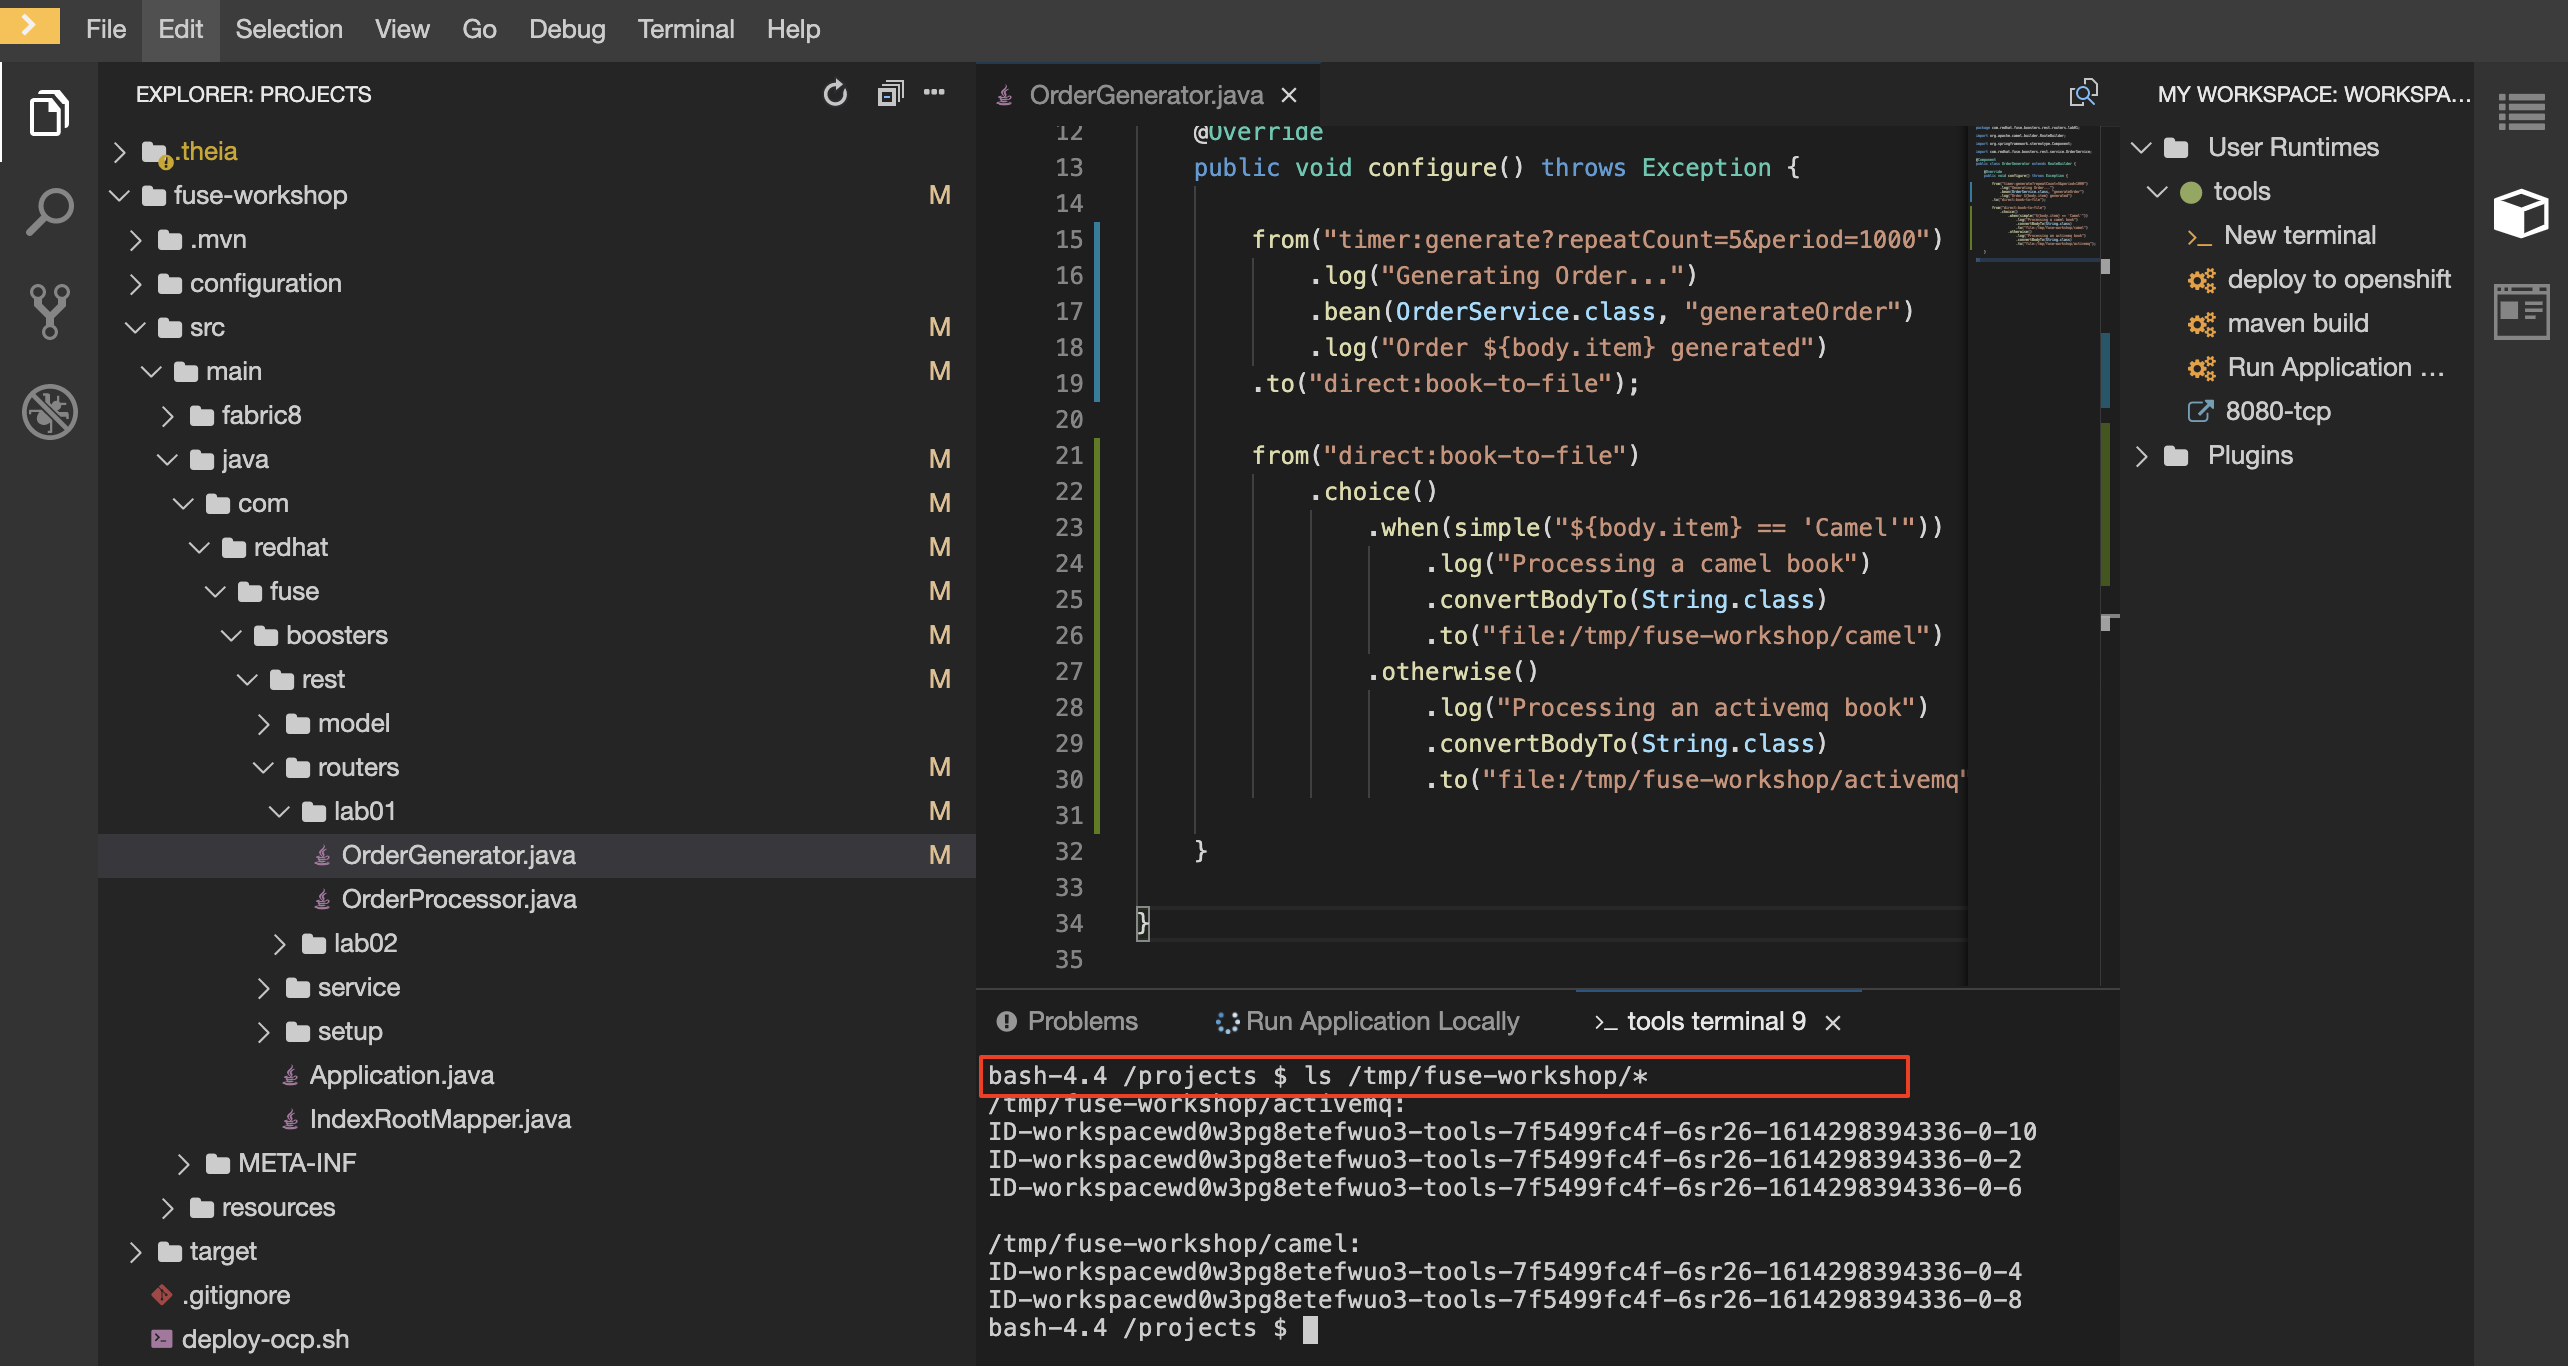 File Edit Selection View Go Debug Terminal Help
EXPLORER: PROJECTS
.theia
fuse-workshop M
.mvn
configuration
src M
main M
fabric8
java M
com M
redhat M
fuse M
boosters M
rest M
model
routers M
lab01 M
OrderGenerator.java M
OrderProcessor.java
lab02
service
setup
Application.java
IndexRootMapper.java
META-INF
resources
target
.gitignore
deploy-ocp.sh
OrderGenerator.java
12 @Override
13 public void configure() throws Exception {
14
15 from("timer:generate?repeatCount=5&period=1000")
16 .log("Generating Order...")
17 .bean(OrderService.class, "generateOrder")
18 .log("Order ${body.item} generated")
19 .to("direct:book-to-file");
20
21 from("direct:book-to-file")
22 .choice()
23 .when(simple("${body.item} == 'Camel'"))
24 .log("Processing a camel book")
25 .convertBodyTo(String.class)
26 .to("file:/tmp/fuse-workshop/camel")
27 .otherwise()
28 .log("Processing an activemq book")
29 .convertBodyTo(String.class)
30 .to("file:/tmp/fuse-workshop/activemq"
31
32 }
33
34 }
35
Problems Run Application Locally >_ tools terminal 9
bash-4.4 /projects $ ls /tmp/fuse-workshop/*
/tmp/fuse-workshop/activemq:
ID-workspacewd0w3pg8etefwuo3-tools-7f5499fc4f-6sr26-1614298394336-0-10
ID-workspacewd0w3pg8etefwuo3-tools-7f5499fc4f-6sr26-1614298394336-0-2
ID-workspacewd0w3pg8etefwuo3-tools-7f5499fc4f-6sr26-1614298394336-0-6
/tmp/fuse-workshop/camel:
ID-workspacewd0w3pg8etefwuo3-tools-7f5499fc4f-6sr26-1614298394336-0-4
ID-workspacewd0w3pg8etefwuo3-tools-7f5499fc4f-6sr26-1614298394336-0-8
bash-4.4 /projects $
MY WORKSPACE: WORKSPA...
User Runtimes
tools
>_ New terminal
deploy to openshift
maven build
Run Application ...
8080-tcp
Plugins